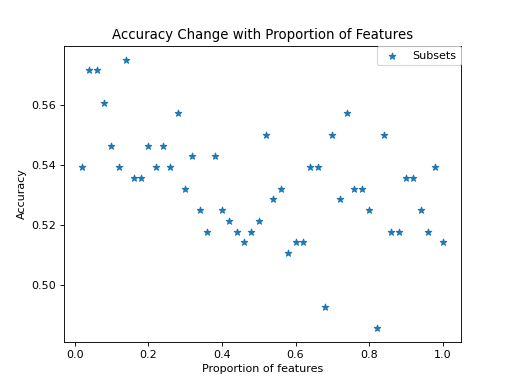 Accuracy Change with Proportion of Features
Subsets
0.56
0.54
0.52
0.50
Accuracy
0.0 0.2 0.4 0.6 0.8 1.0
Proportion of features